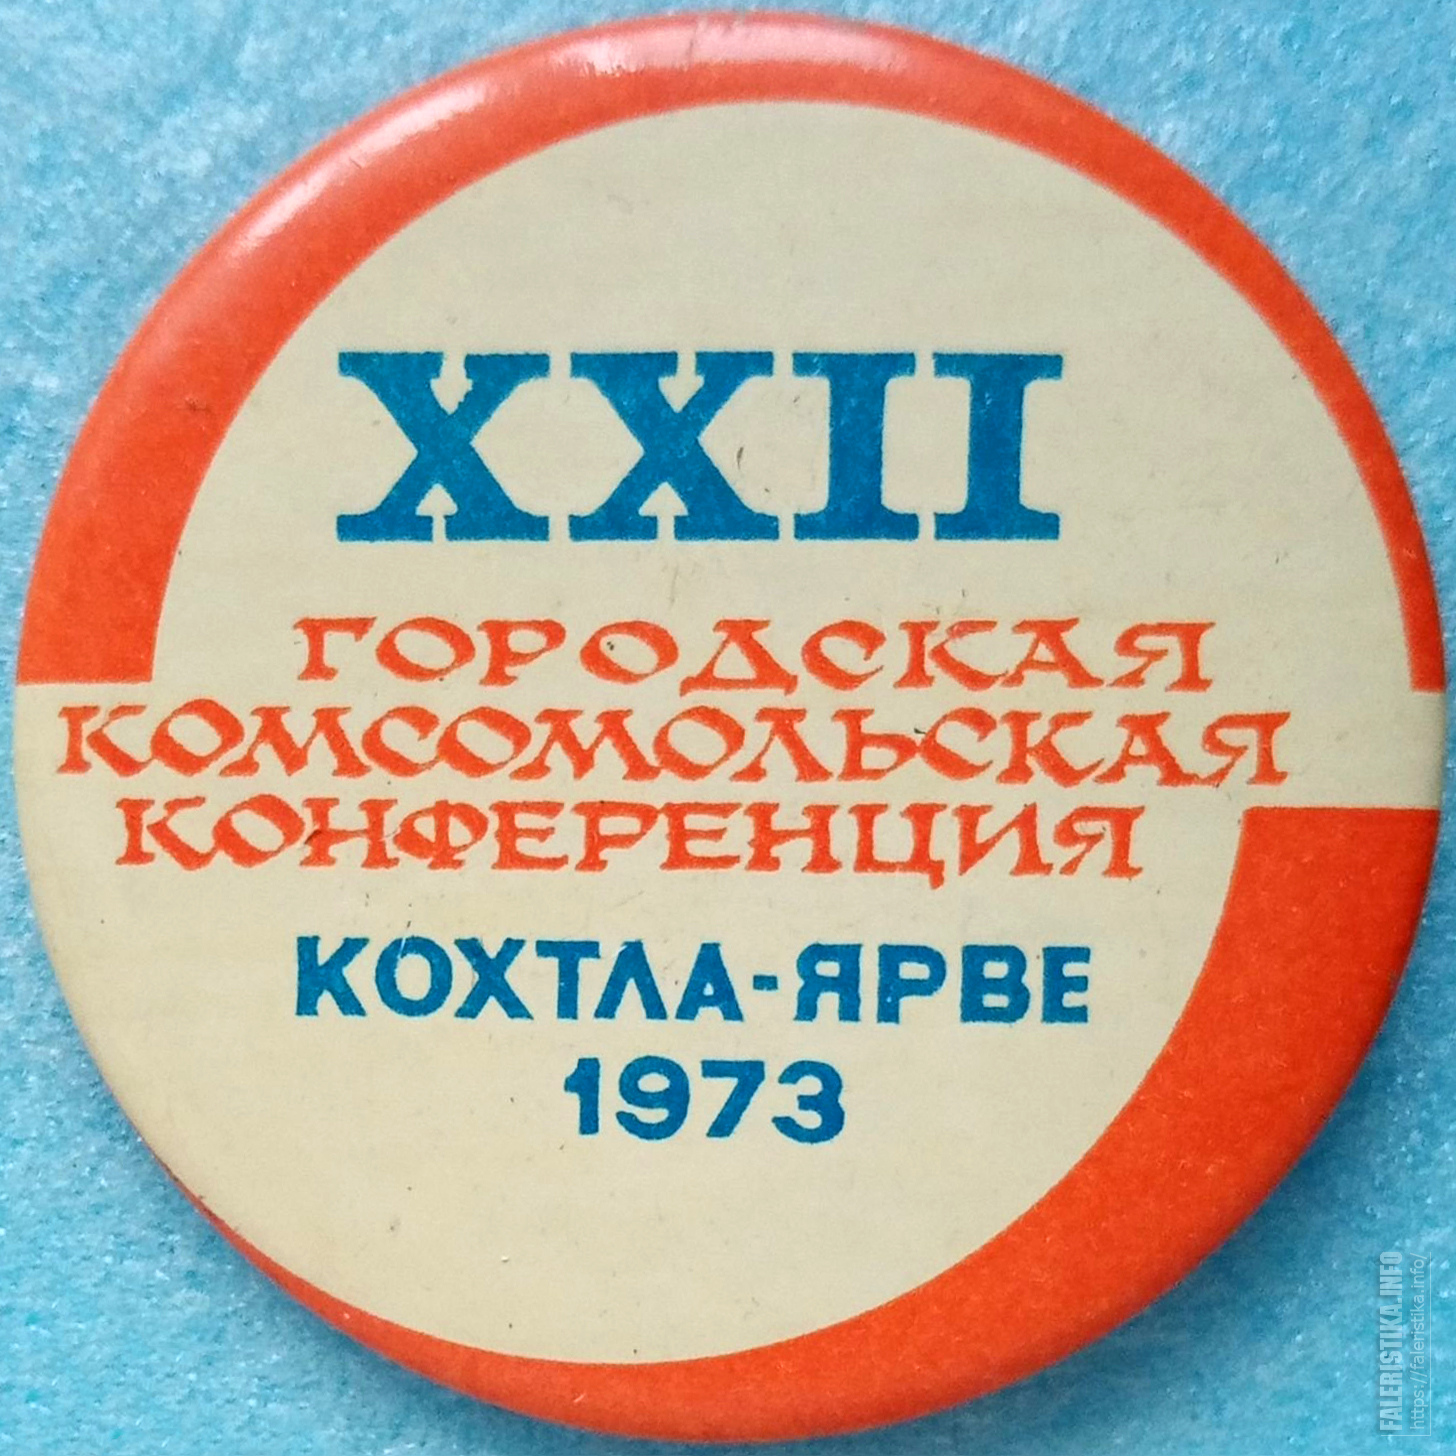 XXII
ГОРОДСКАЯ
КОМСОМОЛЬСКАЯ
КОНФЕРЕНЦИЯ
КОХТЛА-ЯРВЕ
1973
FALERISTIKA.INFO
https://faleristika.info/